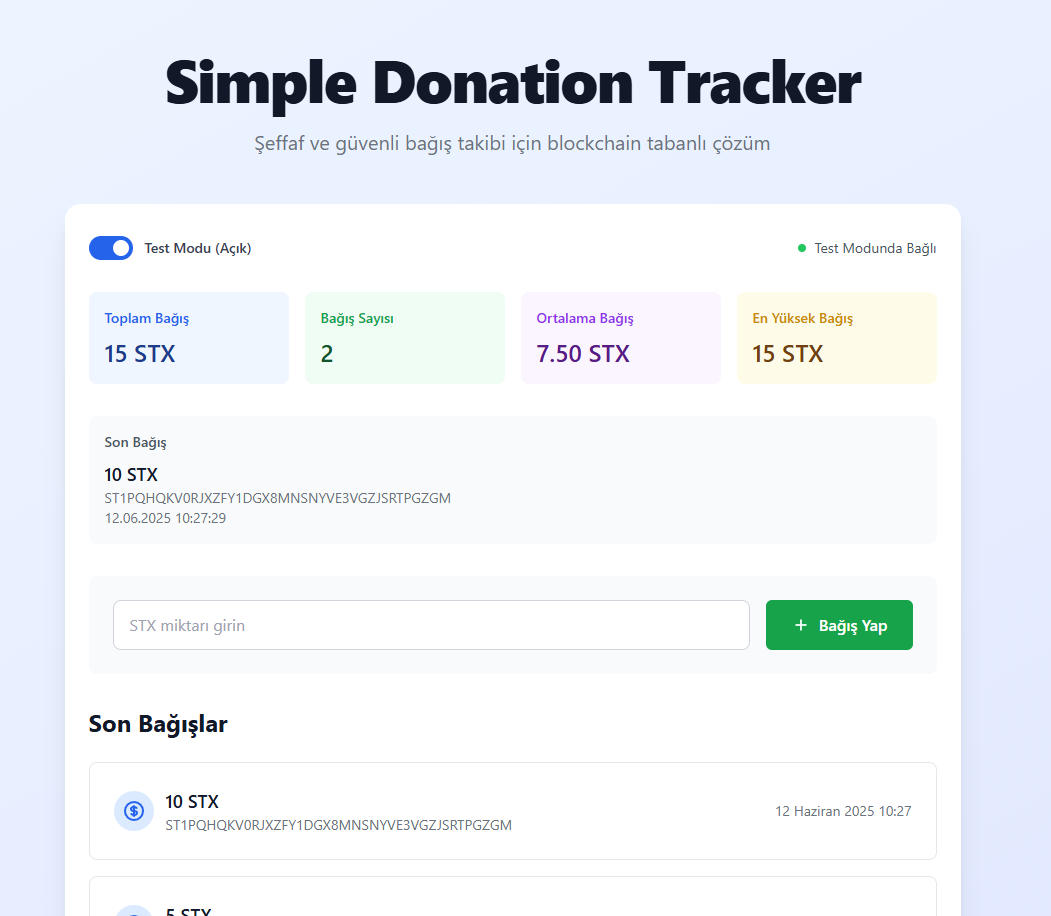 Simple Donation Tracker
Şeffaf ve güvenli bağış takibi için blockchain tabanlı çözüm
Test Modu (Açık)
Test Modunda Bağlı
Toplam Bağış
15 STX
Bağış Sayısı
2
Ortalama Bağış
7.50 STX
En Yüksek Bağış
15 STX
Son Bağış
10 STX
ST1PQHQKV0RJXZFY1DGX8MNSNYVE3VGZJSRTPGZGM
12.06.2025 10:27:29
STX miktarı girin
+ Bağış Yap
Son Bağışlar
10 STX
ST1PQHQKV0RJXZFY1DGX8MNSNYVE3VGZJSRTPGZGM
12 Haziran 2025 10:27
5 STX